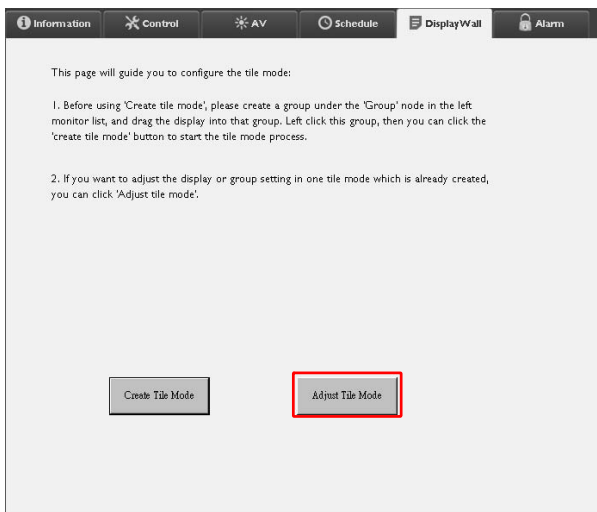 Information Control AV Schedule DisplayWall Alarm
This page will guide you to configure the tile mode:
1. Before using 'Create tile mode', please create a group under the 'Group' node in the left
monitor list, and drag the display into that group. Left click this group, then you can click the
'create tile mode' button to start the tile mode process.
2. If you want to adjust the display or group setting in one tile mode which is already created,
you can click 'Adjust tile mode'.
Create Tile Mode Adjust Tile Mode